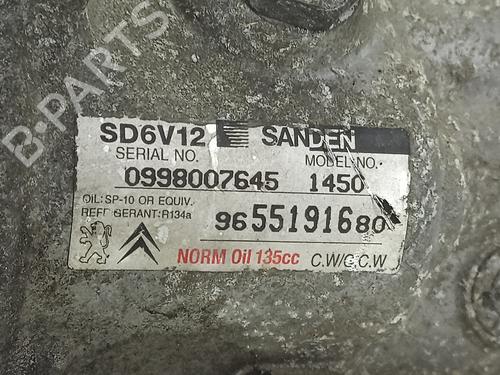 B-PARTS
SD6V12 SANDEN
SERIAL NO. MODEL NO.
0998007645 1450
OIL: SP-10 OR EQUIV.
REFRIGERANT: R134a
9655191680
NORM Oil 135cc C.W/C.C.W